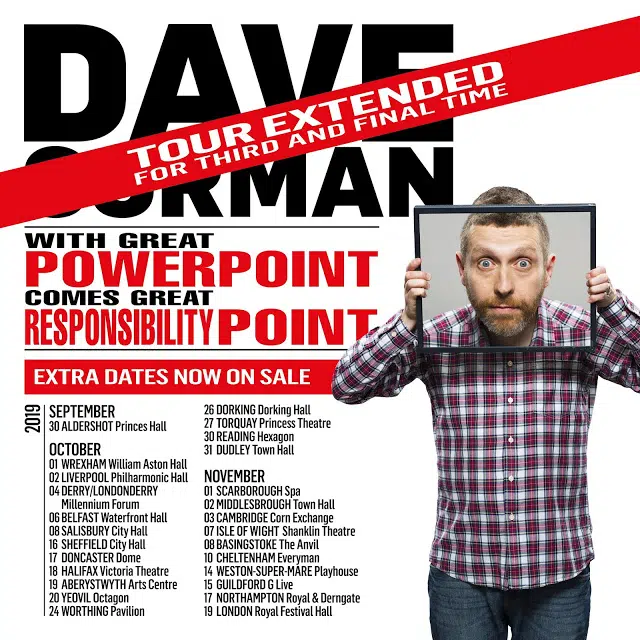 DAVE
GORMAN
TOUR EXTENDED
FOR THIRD AND FINAL TIME
WITH GREAT
POWERPOINT
COMES GREAT
RESPONSIBILITYPOINT
EXTRA DATES NOW ON SALE
2019
SEPTEMBER
30 ALDERSHOT Princes Hall
OCTOBER
01 WREXHAM William Aston Hall
02 LIVERPOOL Philharmonic Hall
04 DERRY/LONDONDERRY
Millennium Forum
06 BELFAST Waterfront Hall
08 SALISBURY City Hall
16 SHEFFIELD City Hall
17 DONCASTER Dome
18 HALIFAX Victoria Theatre
19 ABERYSTWYTH Arts Centre
20 YEOVIL Octagon
24 WORTHING Pavilion
26 DORKING Dorking Hall
27 TORQUAY Princess Theatre
30 READING Hexagon
31 DUDLEY Town Hall
NOVEMBER
01 SCARBOROUGH Spa
02 MIDDLESBROUGH Town Hall
03 CAMBRIDGE Corn Exchange
07 ISLE OF WIGHT Shanklin Theatre
08 BASINGSTOKE The Anvil
10 CHELTENHAM Everyman
14 WESTON-SUPER-MARE Playhouse
15 GUILDFORD G Live
17 NORTHAMPTON Royal & Derngate
19 LONDON Royal Festival Hall